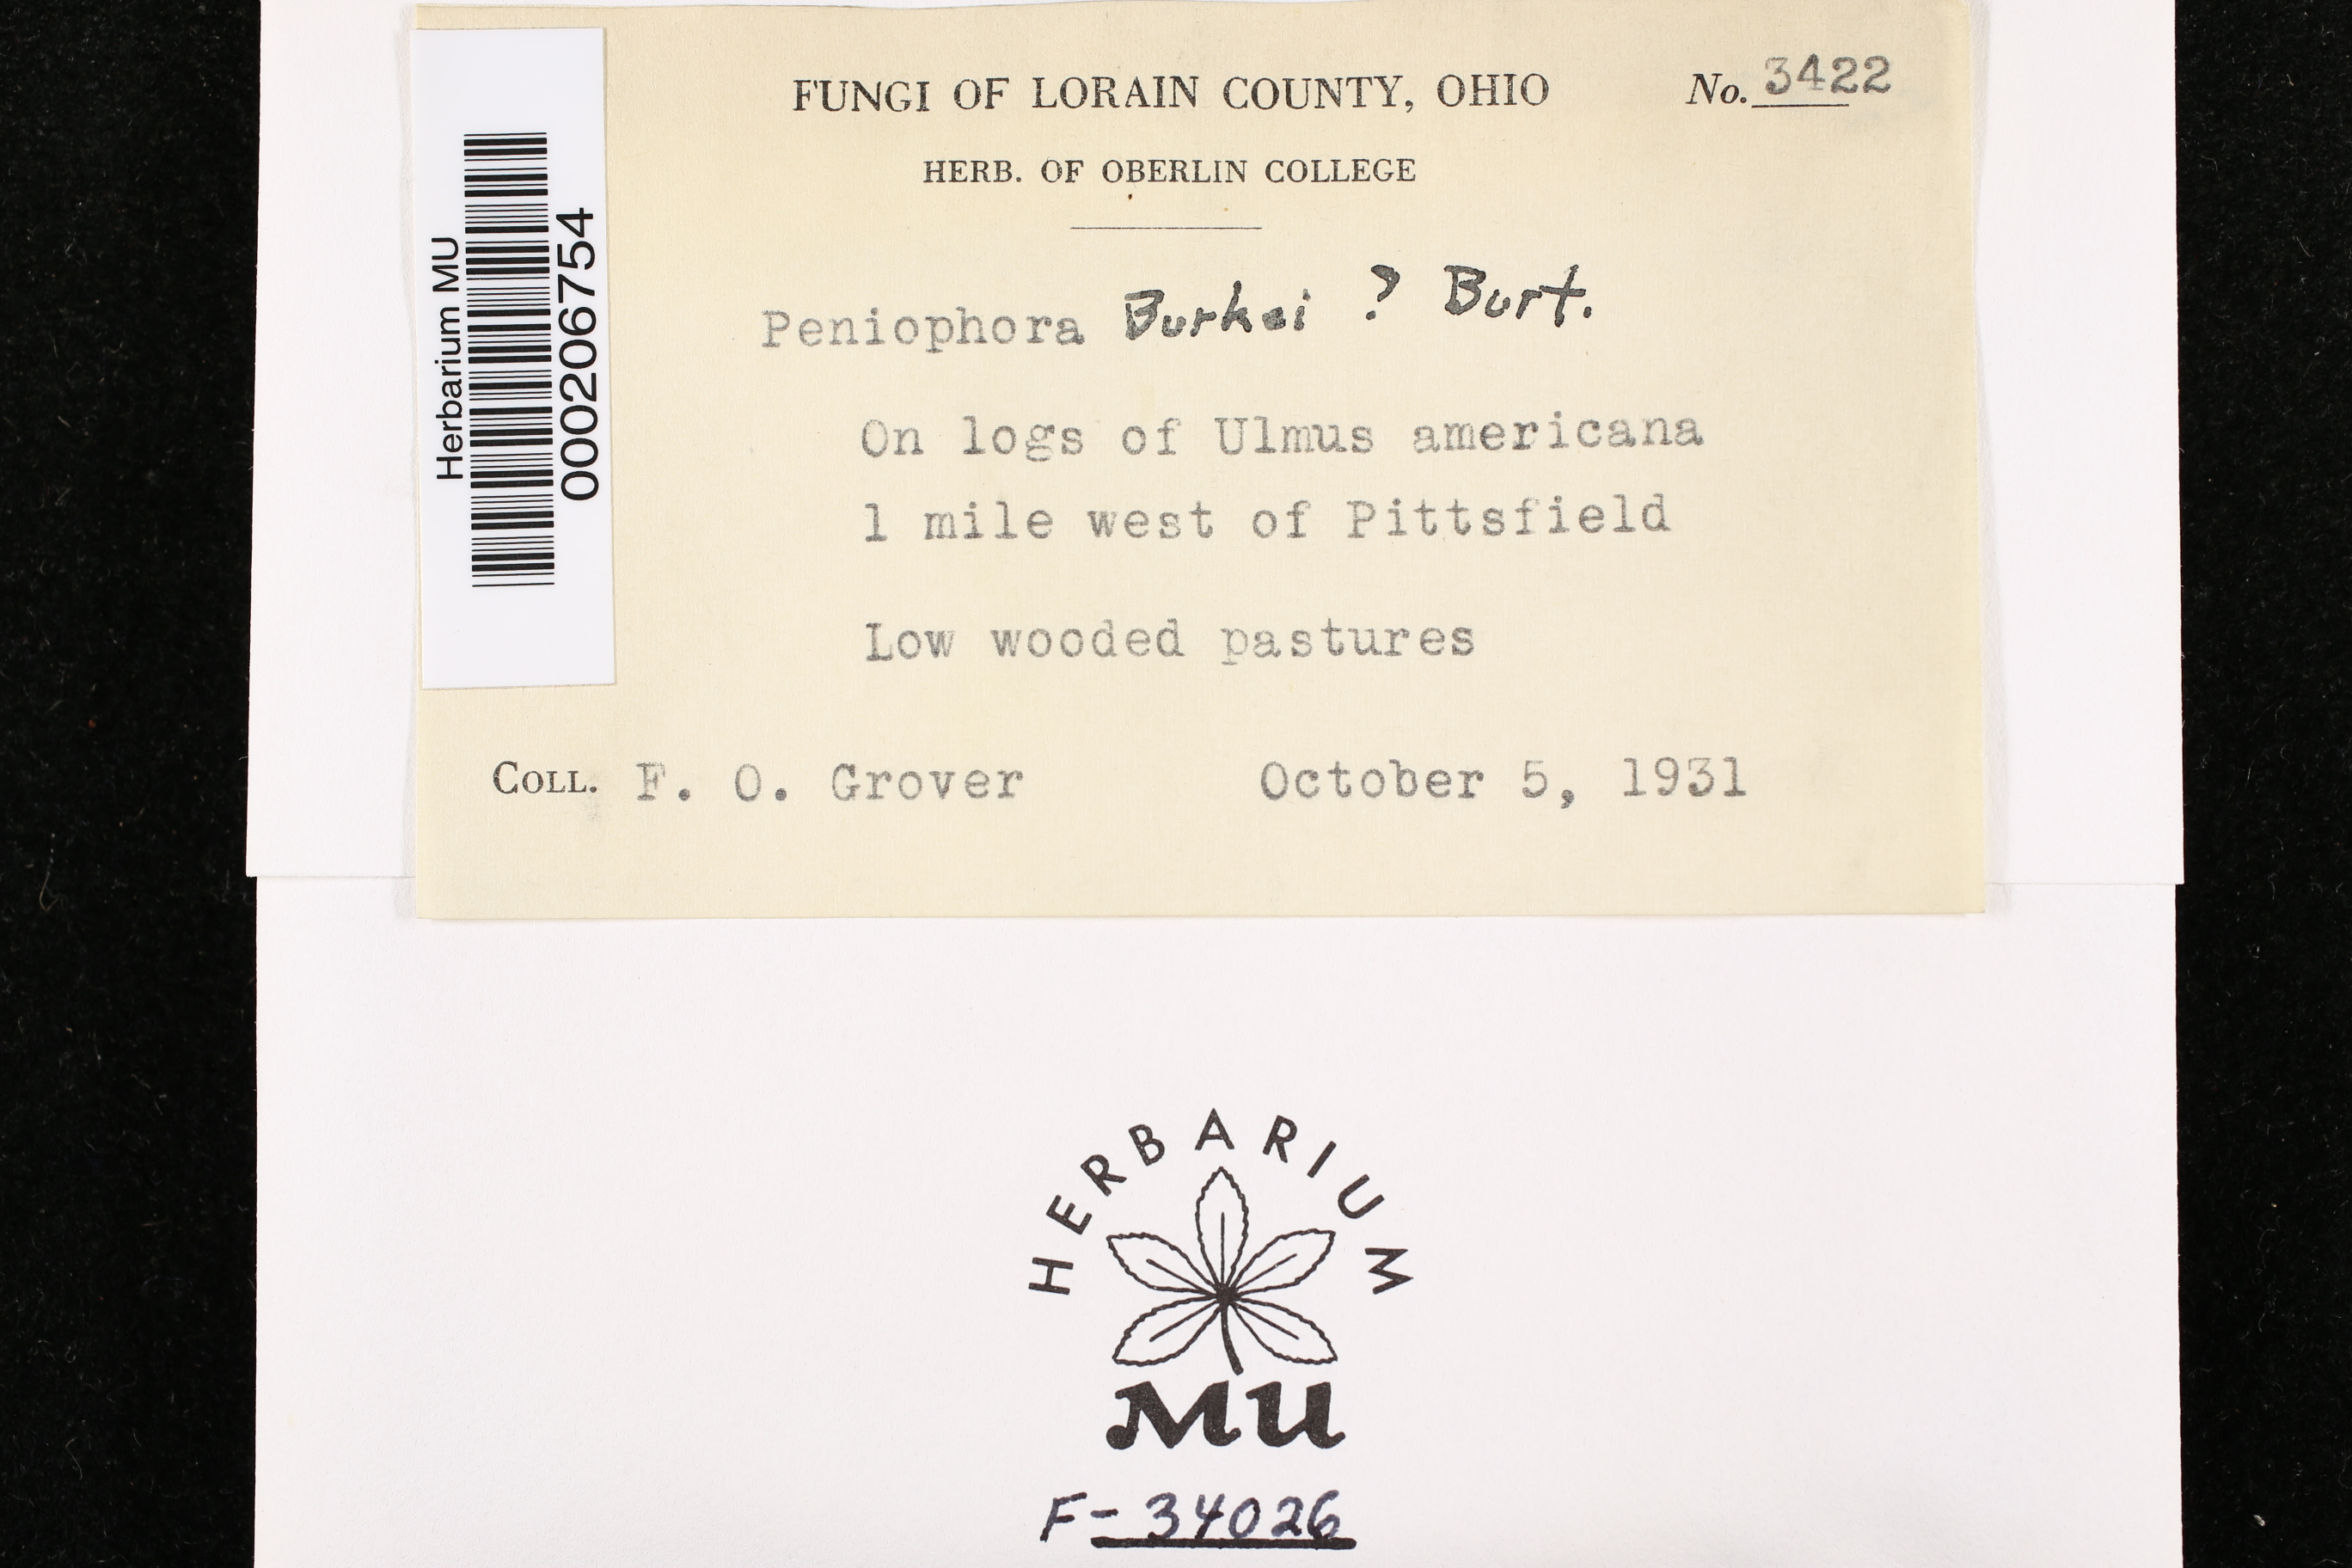 FUNGI OF LORAIN COUNTY, OHIO No. 3422
HERB. OF OBERLIN COLLEGE
Herbarium MU
000206754
Peniophora Burkei ? Burt.
On logs of Ulmus americana
1 mile west of Pittsfield
Low wooded pastures
COLL. F. O. Grover October 5, 1931
HERBARIUM
MU
F-34026